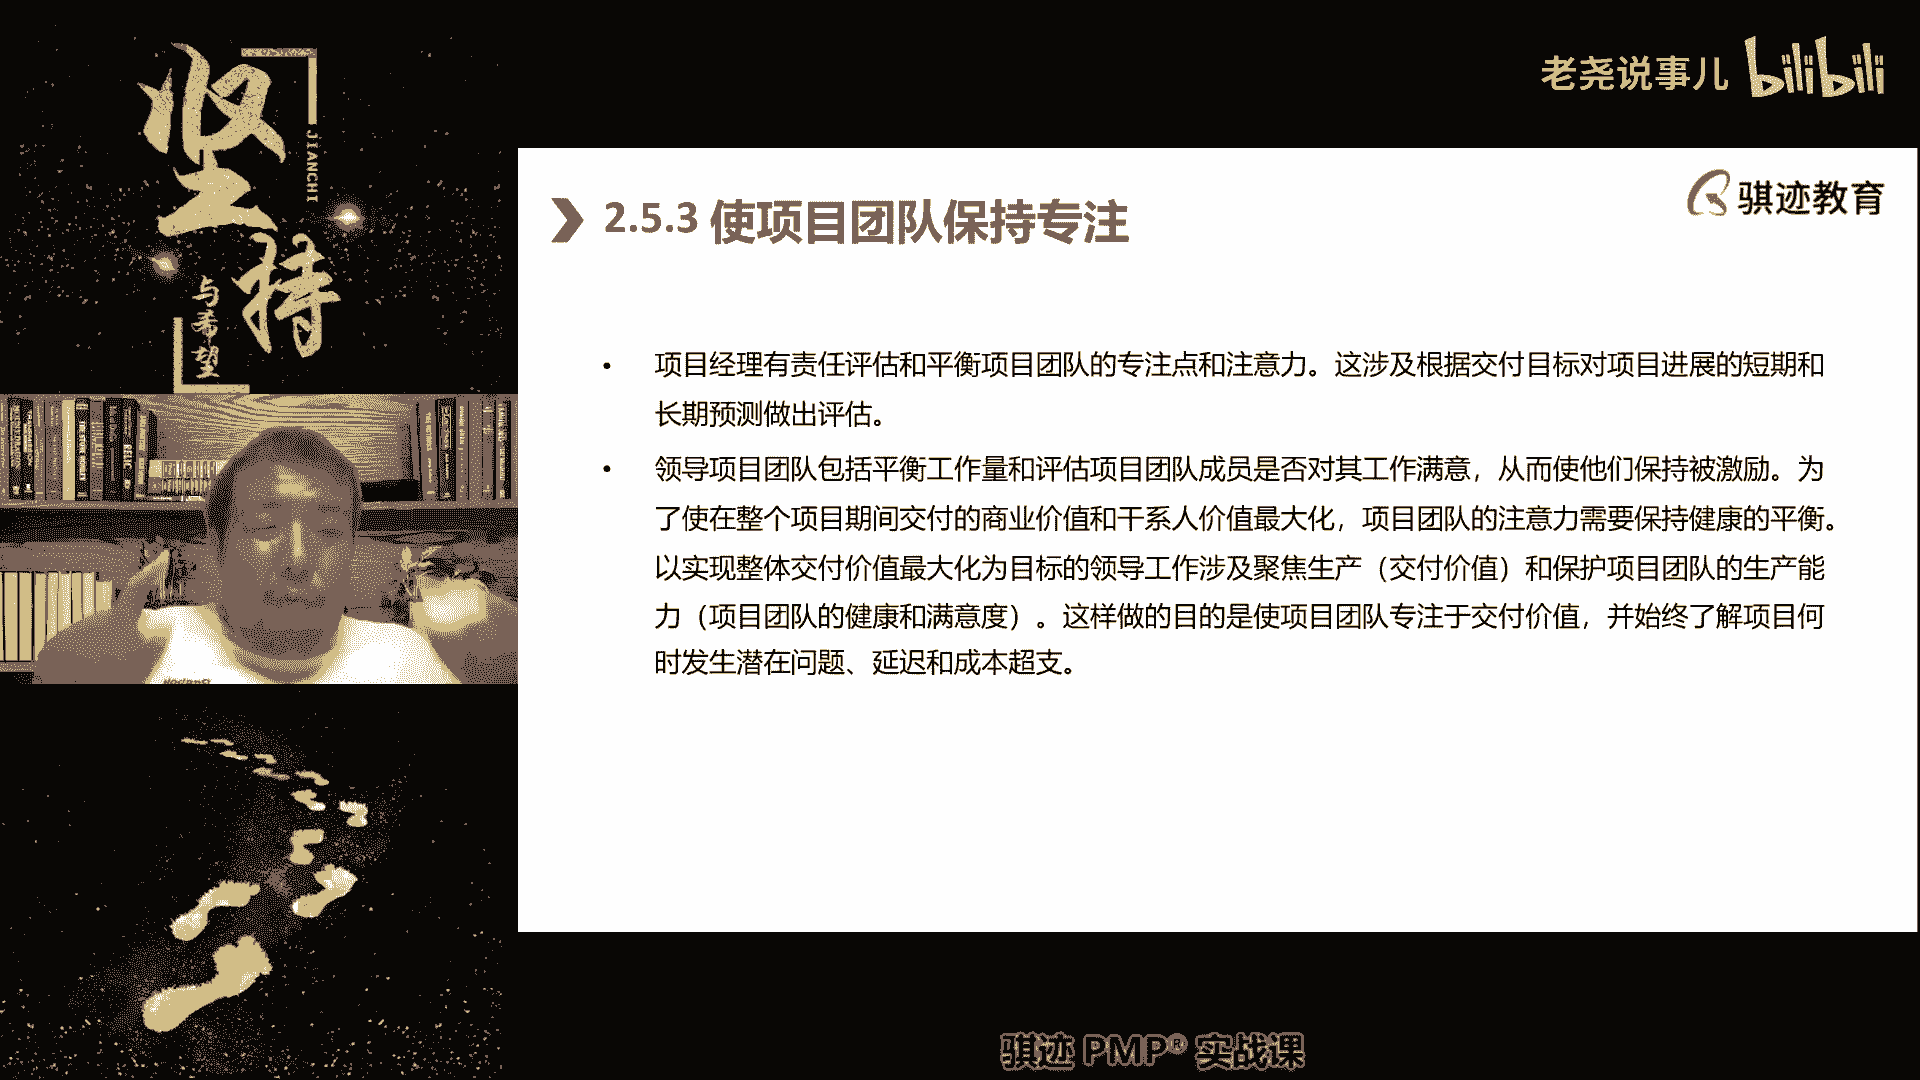 坚持
JIANCHI
与希望
老尧说事儿 bilibili
骐迹教育
2.5.3 使项目团队保持专注
• 项目经理有责任评估和平衡项目团队的专注点和注意力。这涉及根据交付目标对项目进展的短期和
长期预测做出评估。
• 领导项目团队包括平衡工作量和评估项目团队成员是否对其工作满意，从而使他们保持被激励。为
了使在整个项目期间交付的商业价值和干系人价值最大化，项目团队的注意力需要保持健康的平衡。
以实现整体交付价值最大化为目标的领导工作涉及聚焦生产（交付价值）和保护项目团队的生产能
力（项目团队的健康和满意度）。这样做的目的是使项目团队专注于交付价值，并始终了解项目何
时发生潜在问题、延迟和成本超支。
骐迹 PMP® 实战课